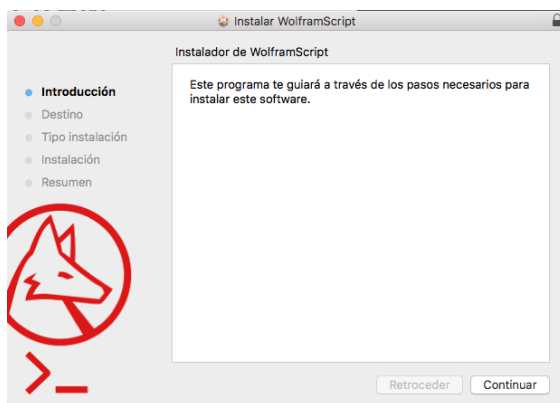 Instalar WolframScript
Instalador de WolframScript
Introducción
Destino
Tipo instalación
Instalación
Resumen
Este programa te guiará a través de los pasos necesarios para
instalar este software.
>_
Retroceder
Continuar